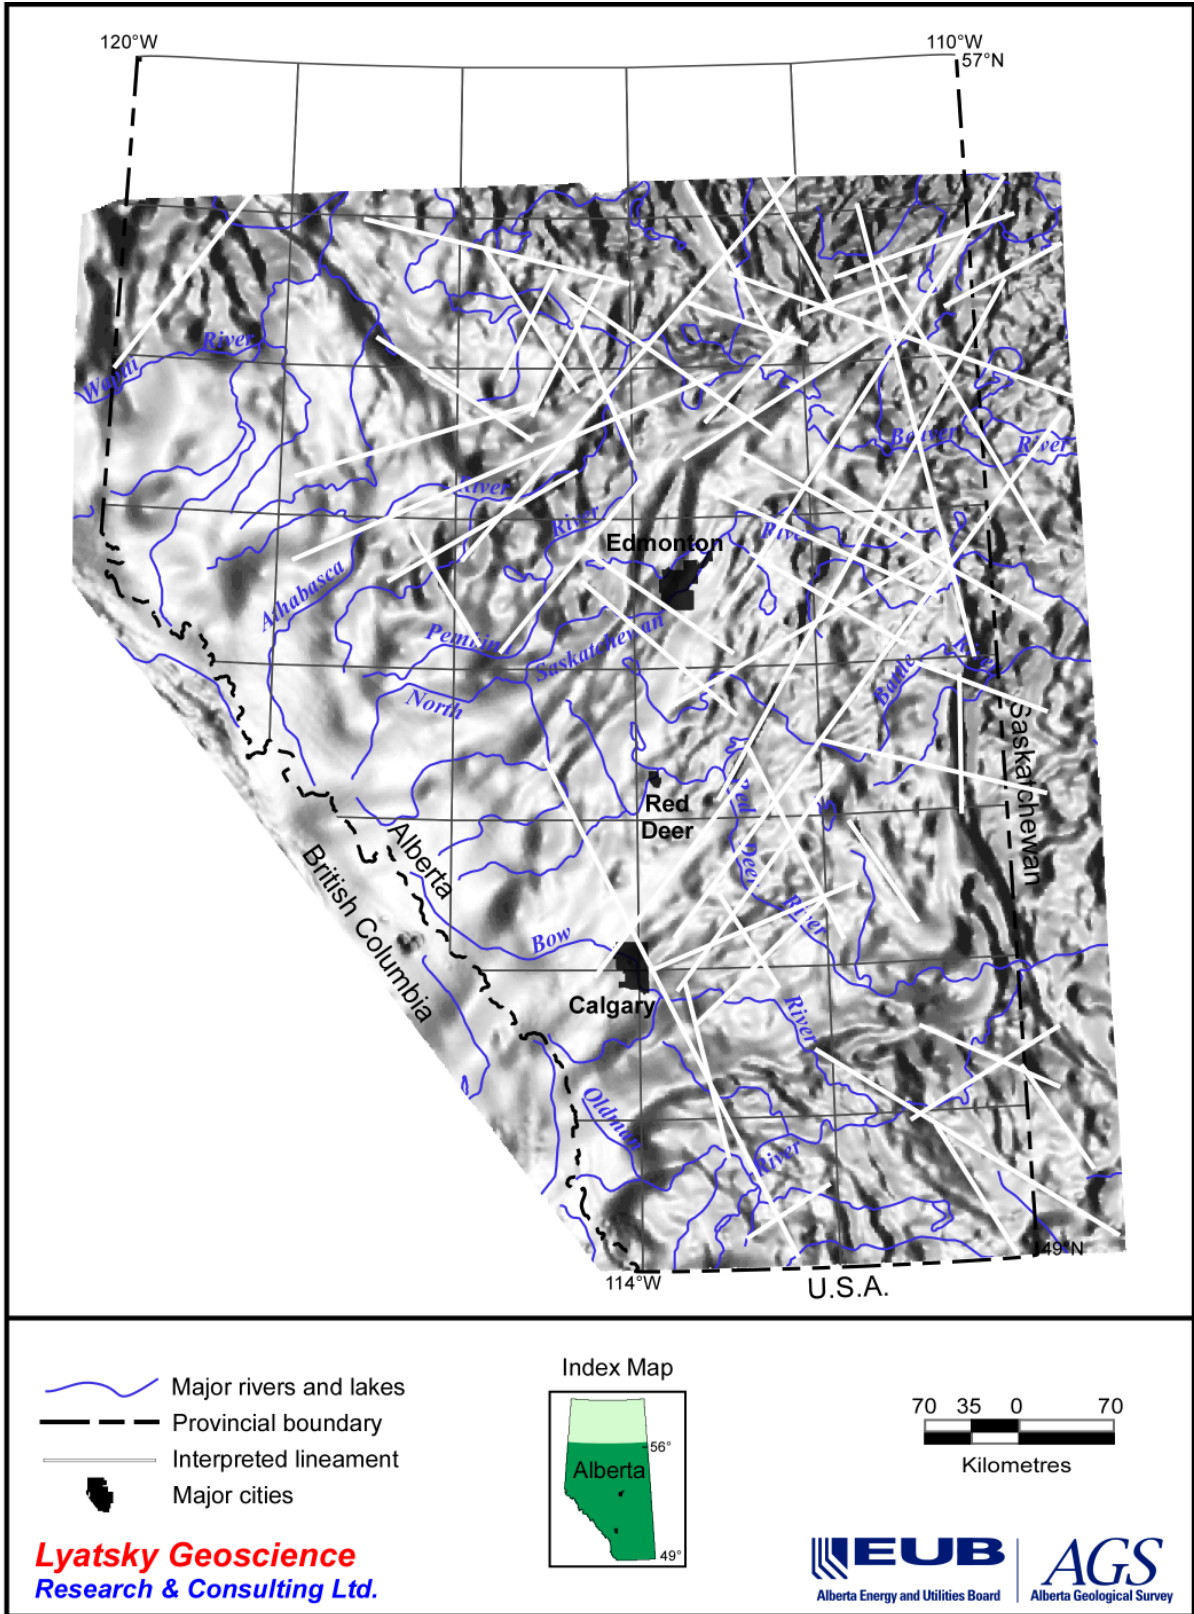 120°W
110°W
57°N
River
Wapiti
Beaver
River
River
River
River
Edmonton
Athabasca
Pembina
Saskatchewan
North
Battle
River
Saskatchewan
Red
Deer
Red
Deer
River
Alberta
British Columbia
Bow
Calgary
River
Oldman
River
49°N
114°W
U.S.A.
Major rivers and lakes
Provincial boundary
Interpreted lineament
Major cities
Index Map
56°
Alberta
49°
70 35 0 70
Kilometres
Lyatsky Geoscience
Research & Consulting Ltd.
EUB
Alberta Energy and Utilities Board
AGS
Alberta Geological Survey